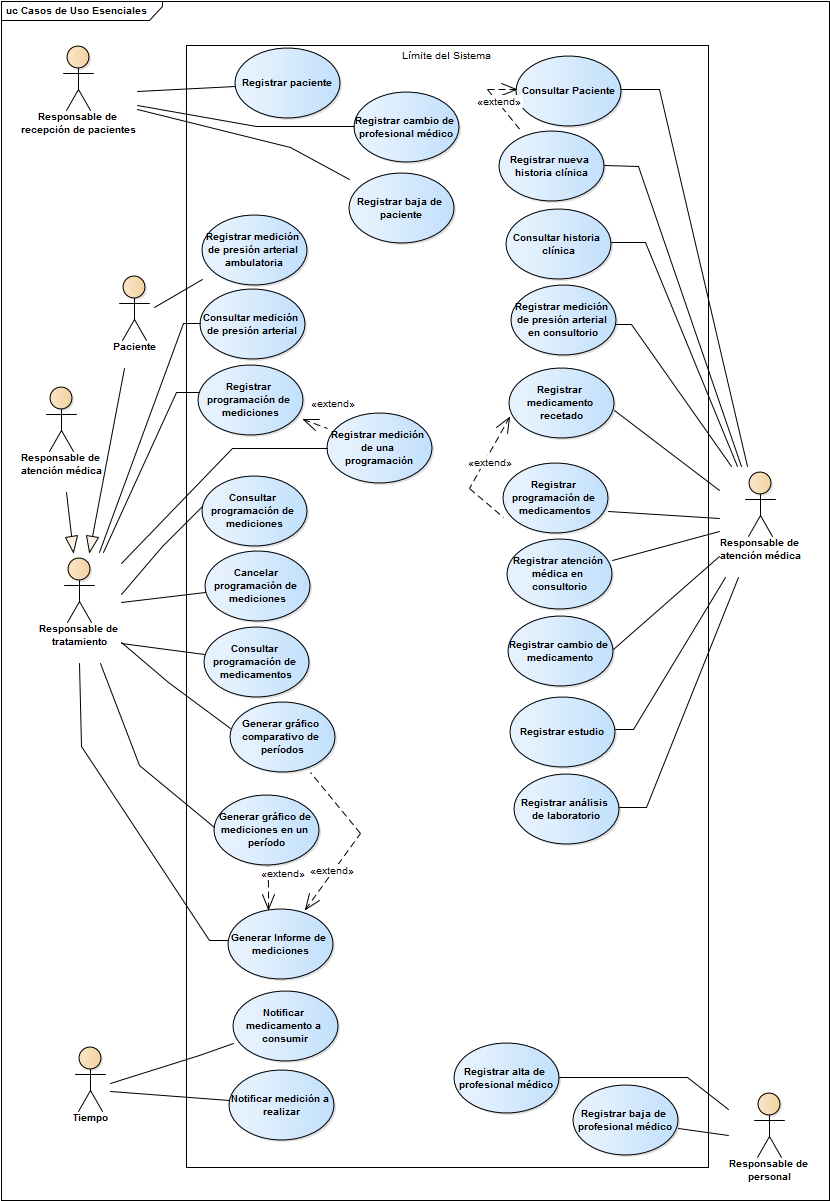 uc Casos de Uso Esenciales
Límite del Sistema
Responsable de
recepción de pacientes
Registrar paciente
Registrar cambio de
profesional médico
Registrar baja de
paciente
Consultar Paciente
«extend»
Registrar nueva
historia clínica
Consultar historia
clínica
Registrar medición
de presión arterial
en consultorio
Registrar
medicamento
recetado
«extend»
Registrar
programación de
medicamentos
Registrar atención
médica en
consultorio
Registrar cambio de
medicamento
Registrar estudio
Registrar análisis
de laboratorio
Responsable de
atención médica
Registrar medición
de presión arterial
ambulatoria
Paciente
Consultar medición
de presión arterial
Registrar
programación de
mediciones
«extend»
Registrar medición
de una
programación
Responsable de
atención médica
Consultar
programación de
mediciones
Cancelar
programación de
mediciones
Responsable de
tratamiento
Consultar
programación de
medicamentos
Generar gráfico
comparativo de
períodos
Generar gráfico de
mediciones en un
período
«extend»
«extend»
Generar Informe de
mediciones
Notificar
medicamento a
consumir
Notificar medición a
realizar
Tiempo
Registrar alta de
profesional médico
Registrar baja de
profesional médico
Responsable de
personal